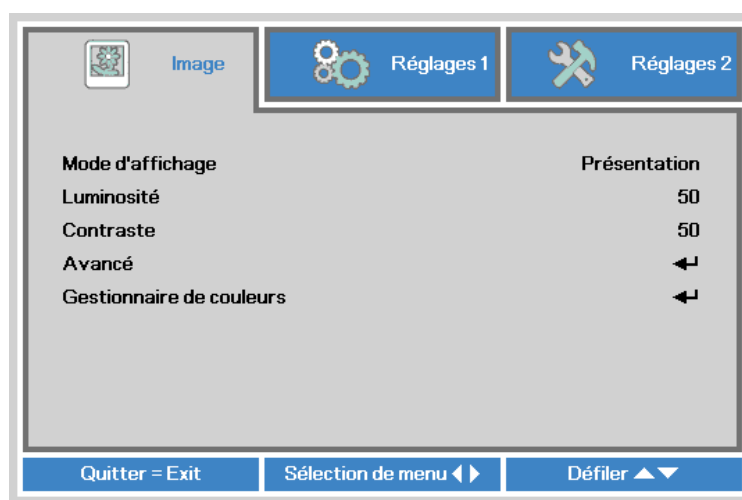 Image
Réglages 1
Réglages 2
Mode d'affichage Présentation
Luminosité 50
Contraste 50
Avancé
Gestionnaire de couleurs
Quitter = Exit
Sélection de menu
Défiler